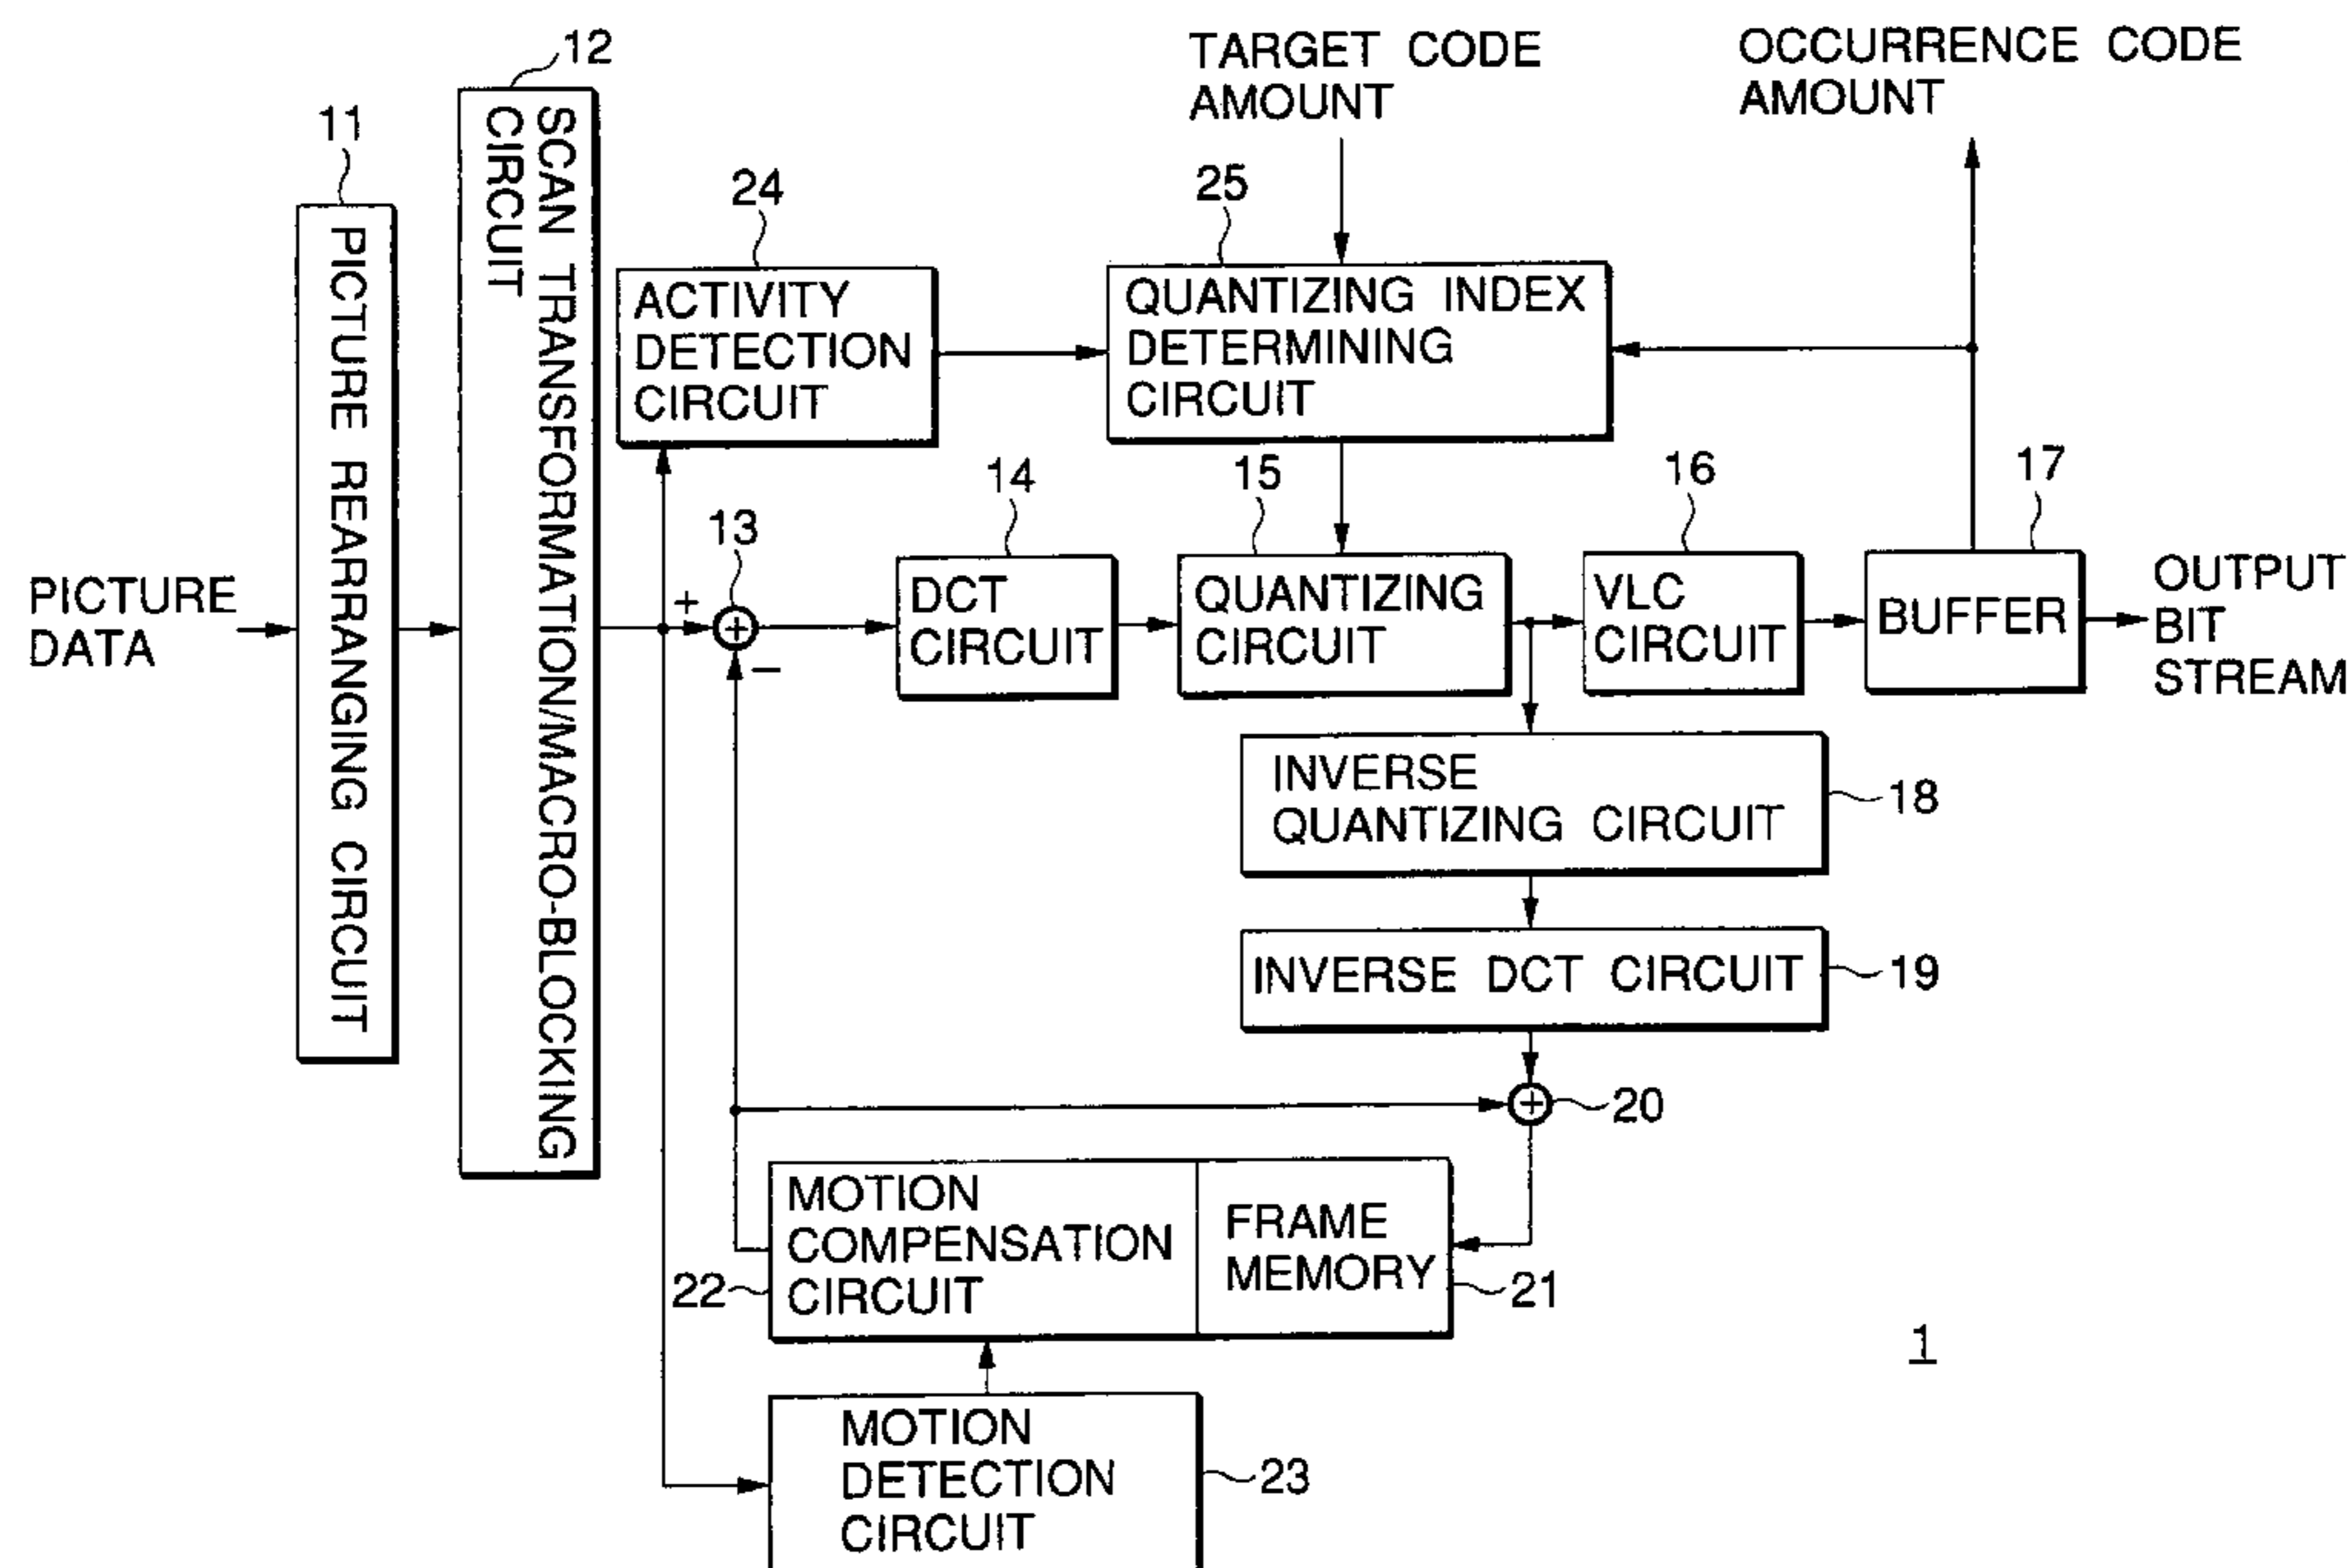 12
TARGET CODE
AMOUNT
OCCURRENCE CODE
AMOUNT
11
SCAN TRANSFORMATION/MACRO-BLOCKING
CIRCUIT
PICTURE REARRANGING CIRCUIT
24
25
ACTIVITY
DETECTION
CIRCUIT
QUANTIZING INDEX
DETERMINING
CIRCUIT
13
14
15
16
17
PICTURE
DATA
+
+
−
DCT
CIRCUIT
QUANTIZING
CIRCUIT
VLC
CIRCUIT
BUFFER
OUTPUT
BIT
STREAM
INVERSE
QUANTIZING CIRCUIT
18
INVERSE DCT CIRCUIT
19
+
20
MOTION
COMPENSATION
CIRCUIT
22
FRAME
MEMORY
21
1
MOTION
DETECTION
CIRCUIT
23